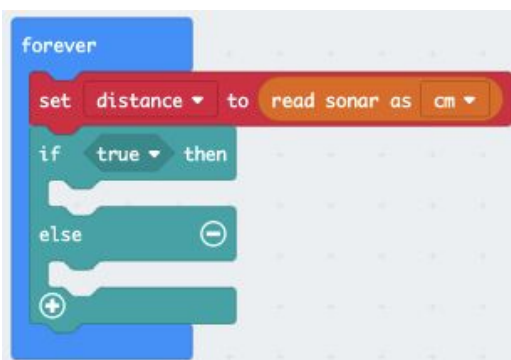 forever
set distance to read sonar as cm
if true then
else